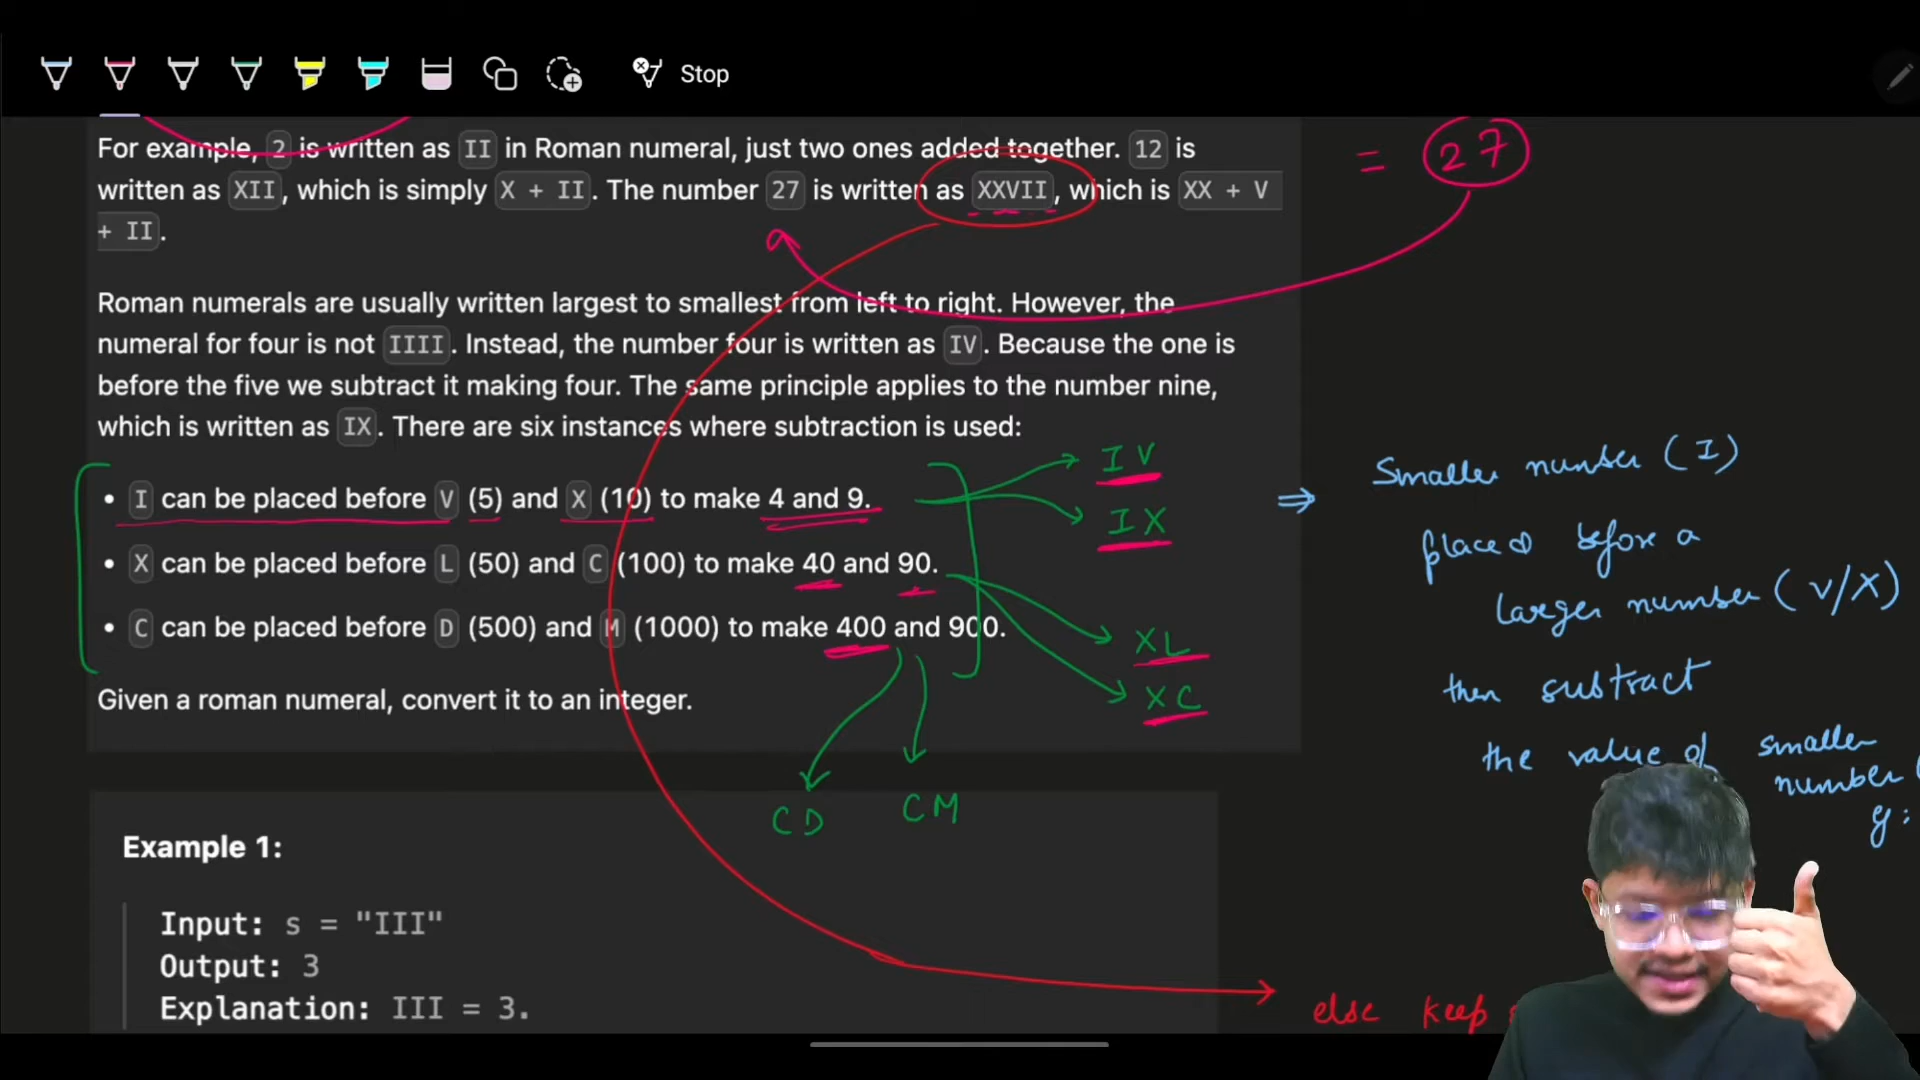 Stop
For example, 2 is written as II in Roman numeral, just two ones added together. 12 is
written as XII, which is simply X + II. The number 27 is written as XXVII, which is XX + V
+ II.
= 27
Roman numerals are usually written largest to smallest from left to right. However, the
numeral for four is not IIII. Instead, the number four is written as IV. Because the one is
before the five we subtract it making four. The same principle applies to the number nine,
which is written as IX. There are six instances where subtraction is used:
• I can be placed before V (5) and X (10) to make 4 and 9.
• X can be placed before L (50) and C (100) to make 40 and 90.
• C can be placed before D (500) and M (1000) to make 400 and 900.
Given a roman numeral, convert it to an integer.
IV
IX
XL
XC
CD
CM
⇒ Smaller number (I)
placed before a
larger number (V/X)
then subtract
the value of smaller
number
Example 1:
Input: s = "III"
Output: 3
Explanation: III = 3.
else keep